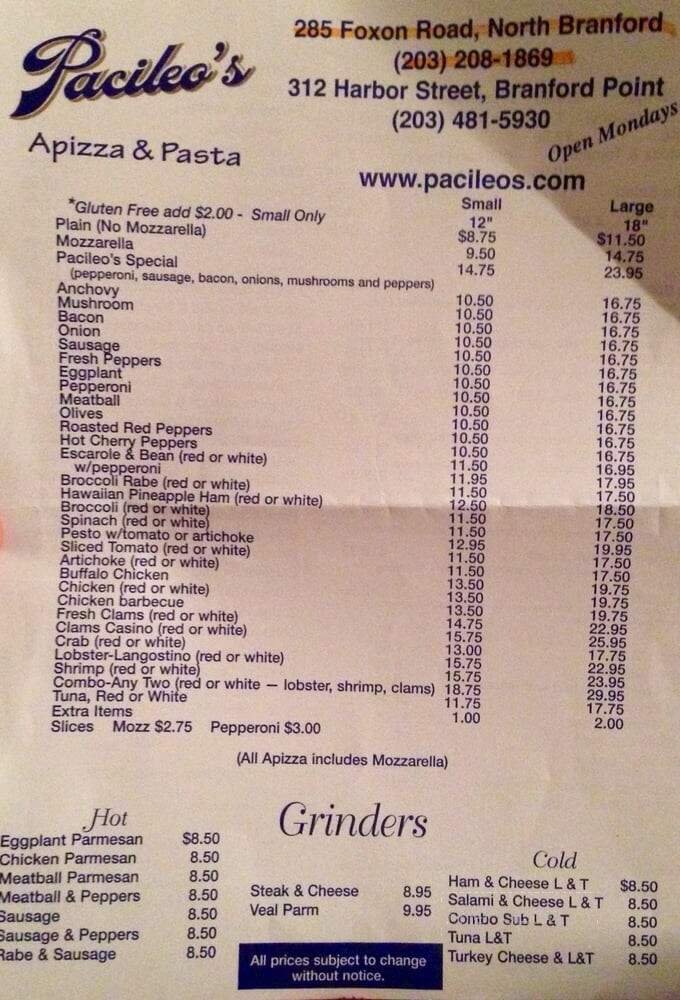 Pacileo's
Apizza & Pasta
285 Foxon Road, North Branford
(203) 208-1869
312 Harbor Street, Branford Point
(203) 481-5930
Open Mondays
www.pacileos.com
Small Large
*Gluten Free add $2.00 - Small Only 12" 18"
Plain (No Mozzarella) $8.75 $11.50
Mozzarella 9.50 14.75
Pacileo's Special 14.75 23.95
(pepperoni, sausage, bacon, onions, mushrooms and peppers)
Anchovy 10.50 16.75
Mushroom 10.50 16.75
Bacon 10.50 16.75
Onion 10.50 16.75
Sausage 10.50 16.75
Fresh Peppers 10.50 16.75
Eggplant 10.50 16.75
Pepperoni 10.50 16.75
Meatball 10.50 16.75
Olives 10.50 16.75
Roasted Red Peppers 10.50 16.75
Hot Cherry Peppers 10.50 16.75
Escarole & Bean (red or white) 11.50 16.95
w/pepperoni 11.95 17.95
Broccoli Rabe (red or white) 11.50 17.50
Hawaiian Pineapple Ham (red or white) 12.50 18.50
Broccoli (red or white) 11.50 17.50
Spinach (red or white) 11.50 17.50
Pesto w/tomato or artichoke 12.95 19.95
Sliced Tomato (red or white) 11.50 17.50
Artichoke (red or white) 11.50 17.50
Buffalo Chicken 13.50 19.75
Chicken (red or white) 13.50 19.75
Chicken barbecue 13.50 19.75
Fresh Clams (red or white) 14.75 22.95
Clams Casino (red or white) 15.75 25.95
Crab (red or white) 13.00 17.75
Lobster-Langostino (red or white) 15.75 22.95
Shrimp (red or white) 15.75 23.95
Combo-Any Two (red or white — lobster, shrimp, clams) 18.75 29.95
Tuna, Red or White 11.75 17.75
Extra Items 1.00 2.00
Slices Mozz $2.75 Pepperoni $3.00
(All Apizza includes Mozzarella)
Grinders
Hot
Eggplant Parmesan $8.50
Chicken Parmesan 8.50
Meatball Parmesan 8.50
Meatball & Peppers 8.50
Sausage 8.50
Sausage & Peppers 8.50
Rabe & Sausage 8.50
Steak & Cheese 8.95
Veal Parm 9.95
All prices subject to change
without notice.
Cold
Ham & Cheese L & T $8.50
Salami & Cheese L & T 8.50
Combo Sub L & T 8.50
Tuna L&T 8.50
Turkey Cheese & L&T 8.50